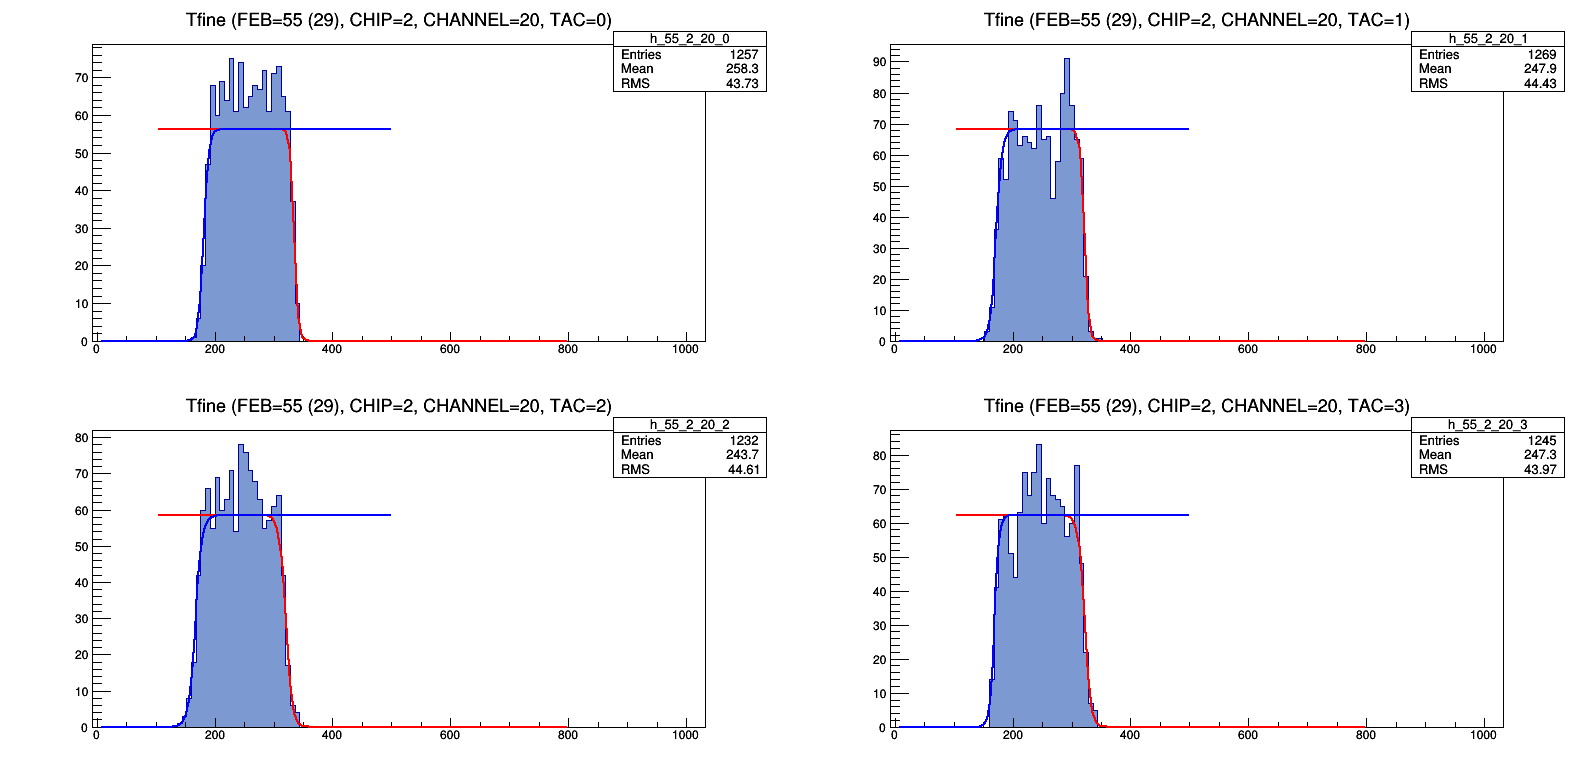 Tfine (FEB=55 (29), CHIP=2, CHANNEL=20, TAC=0)
h_55_2_20_0
Entries 1257
Mean 258.3
RMS 43.73
70
60
50
40
30
20
10
0
0 200 400 600 800 1000
Tfine (FEB=55 (29), CHIP=2, CHANNEL=20, TAC=1)
h_55_2_20_1
Entries 1269
Mean 247.9
RMS 44.43
90
80
70
60
50
40
30
20
10
0
0 200 400 600 800 1000
Tfine (FEB=55 (29), CHIP=2, CHANNEL=20, TAC=2)
h_55_2_20_2
Entries 1232
Mean 243.7
RMS 44.61
80
70
60
50
40
30
20
10
0
0 200 400 600 800 1000
Tfine (FEB=55 (29), CHIP=2, CHANNEL=20, TAC=3)
h_55_2_20_3
Entries 1245
Mean 247.3
RMS 43.97
80
70
60
50
40
30
20
10
0
0 200 400 600 800 1000